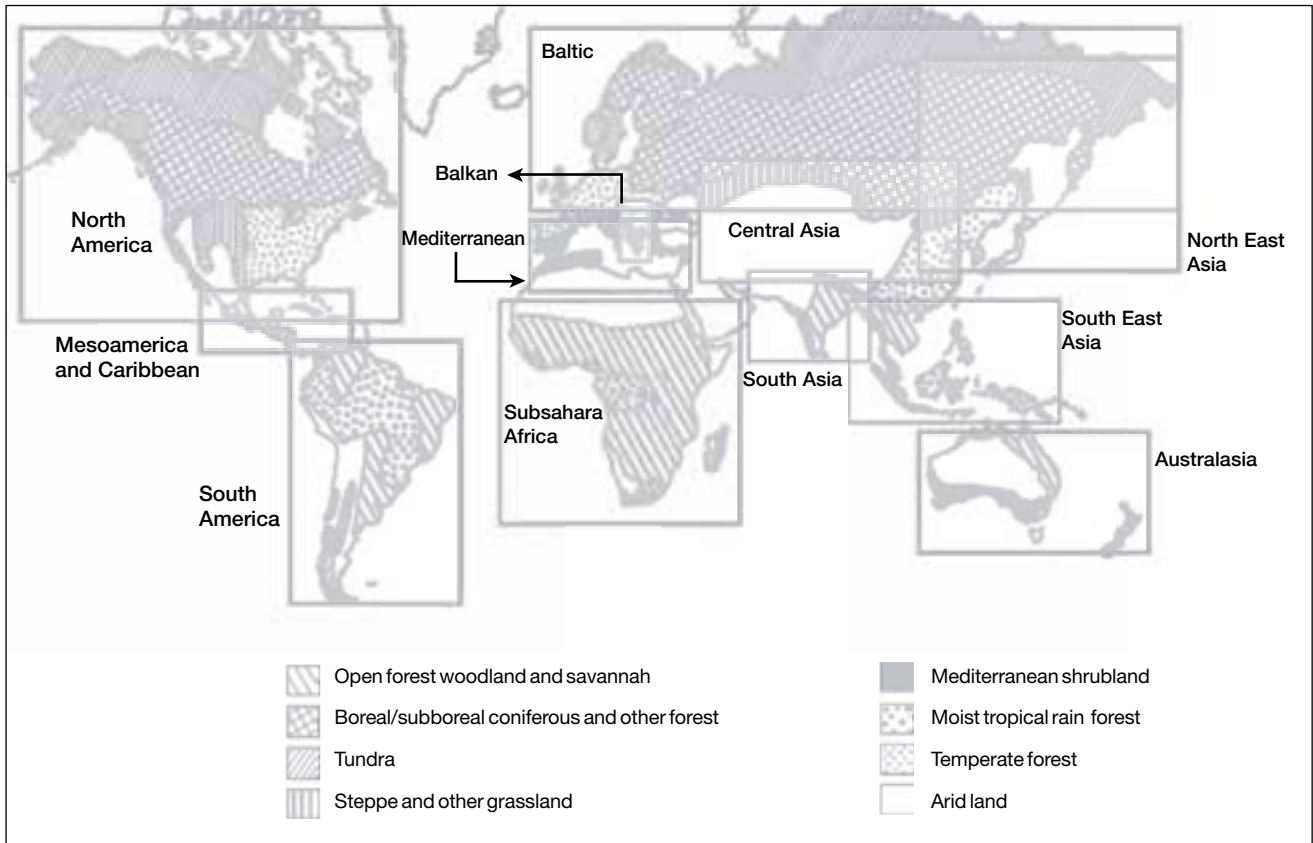 Baltic
Balkan
North
America
Mediterranean
Central Asia
North East
Asia
Mesoamerica
and Caribbean
South East
Asia
South Asia
Subsahara
Africa
Australasia
South
America
Open forest woodland and savannah
Boreal/subboreal coniferous and other forest
Tundra
Steppe and other grassland
Mediterranean shrubland
Moist tropical rain forest
Temperate forest
Arid land